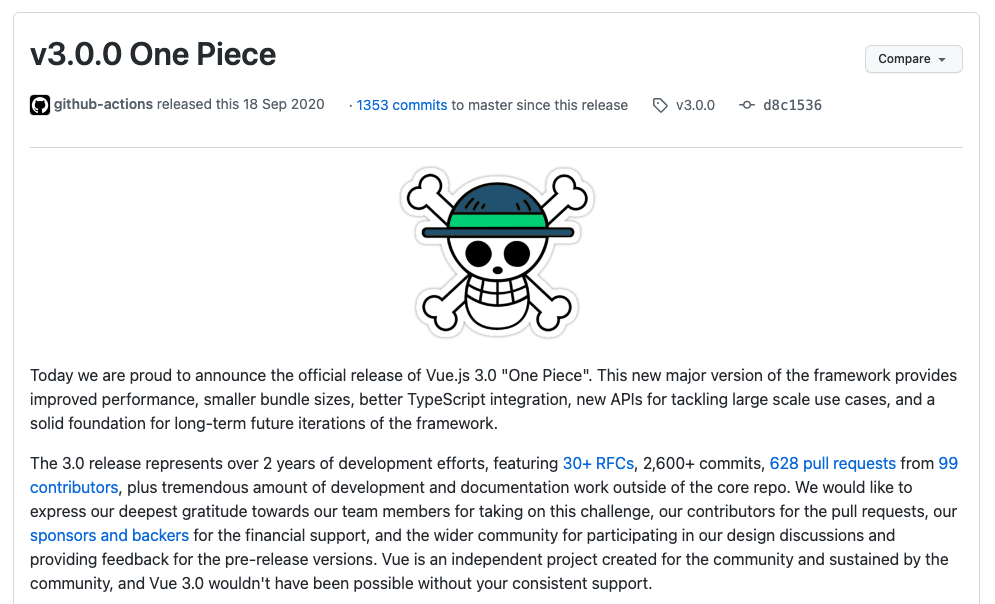 v3.0.0 One Piece
Compare
github-actions released this 18 Sep 2020 · 1353 commits to master since this release v3.0.0 d8c1536
Today we are proud to announce the official release of Vue.js 3.0 "One Piece". This new major version of the framework provides
improved performance, smaller bundle sizes, better TypeScript integration, new APIs for tackling large scale use cases, and a
solid foundation for long-term future iterations of the framework.
The 3.0 release represents over 2 years of development efforts, featuring 30+ RFCs, 2,600+ commits, 628 pull requests from 99
contributors, plus tremendous amount of development and documentation work outside of the core repo. We would like to
express our deepest gratitude towards our team members for taking on this challenge, our contributors for the pull requests, our
sponsors and backers for the financial support, and the wider community for participating in our design discussions and
providing feedback for the pre-release versions. Vue is an independent project created for the community and sustained by the
community, and Vue 3.0 wouldn't have been possible without your consistent support.